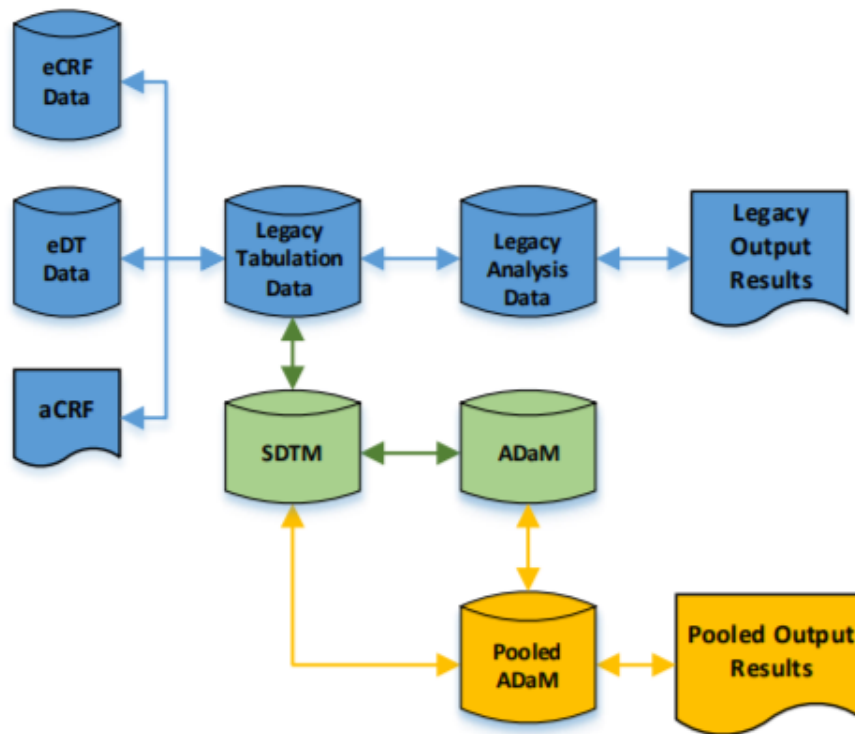 eCRF
Data
eDT
Data
Legacy
Tabulation
Data
Legacy
Analysis
Data
Legacy
Output
Results
aCRF
SDTM
ADaM
Pooled
ADaM
Pooled Output
Results